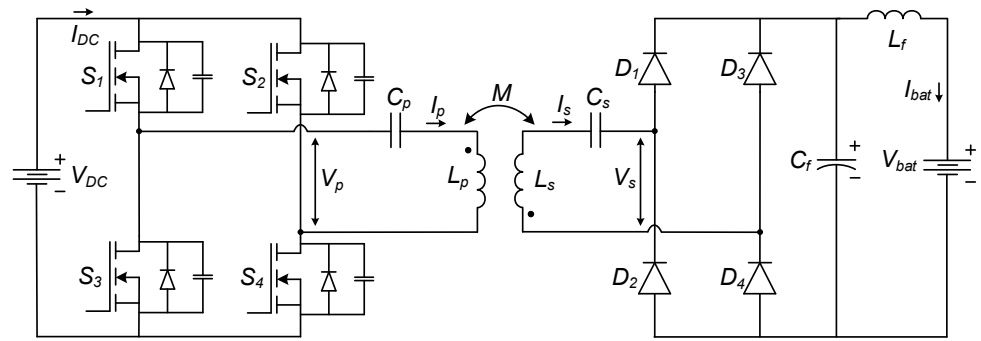 I_DC
S_1
S_2
D_1
D_3
L_f
C_p
I_p
M
I_s
C_s
I_bat
+
−
V_DC
V_p
L_p
L_s
V_s
C_f
+
−
V_bat
+
−
S_3
S_4
D_2
D_4